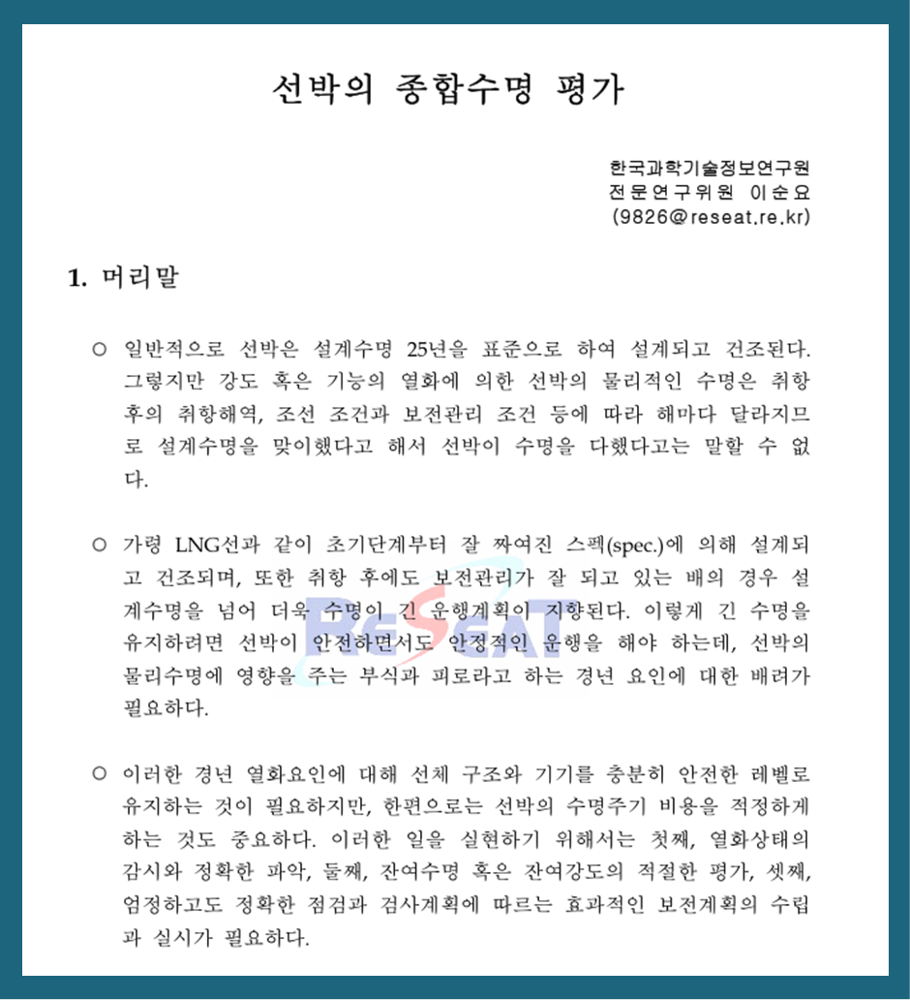 선박의 종합수명 평가
한국과학기술정보연구원
전문연구위원 이순요
(9826@reseat.re.kr)
1. 머리말
○ 일반적으로 선박은 설계수명 25년을 표준으로 하여 설계되고 건조된다.
그렇지만 강도 혹은 기능의 열화에 의한 선박의 물리적인 수명은 취항
후의 취항해역, 조선 조건과 보전관리 조건 등에 따라 해마다 달라지므
로 설계수명을 맞이했다고 해서 선박이 수명을 다했다고는 말할 수 없
다.
○ 가령 LNG선과 같이 초기단계부터 잘 짜여진 스펙(spec.)에 의해 설계되
고 건조되며, 또한 취항 후에도 보전관리가 잘 되고 있는 배의 경우 설
계수명을 넘어 더욱 수명이 긴 운행계획이 지향된다. 이렇게 긴 수명을
유지하려면 선박이 안전하면서도 안정적인 운행을 해야 하는데, 선박의
물리수명에 영향을 주는 부식과 피로라고 하는 경년 요인에 대한 배려가
필요하다.
RESEAT
○ 이러한 경년 열화요인에 대해 선체 구조와 기기를 충분히 안전한 레벨로
유지하는 것이 필요하지만, 한편으로는 선박의 수명주기 비용을 적정하게
하는 것도 중요하다. 이러한 일을 실현하기 위해서는 첫째, 열화상태의
감시와 정확한 파악, 둘째, 잔여수명 혹은 잔여강도의 적절한 평가, 셋째,
엄정하고도 정확한 점검과 검사계획에 따르는 효과적인 보전계획의 수립
과 실시가 필요하다.